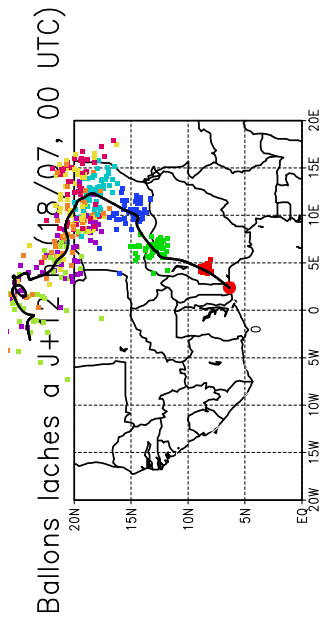 Ballons laches a J+12 (18/07, 00 UTC)
20N
15N
10N
5N
EQ
20W
15W
10W
5W
0
5E
10E
15E
20E
0